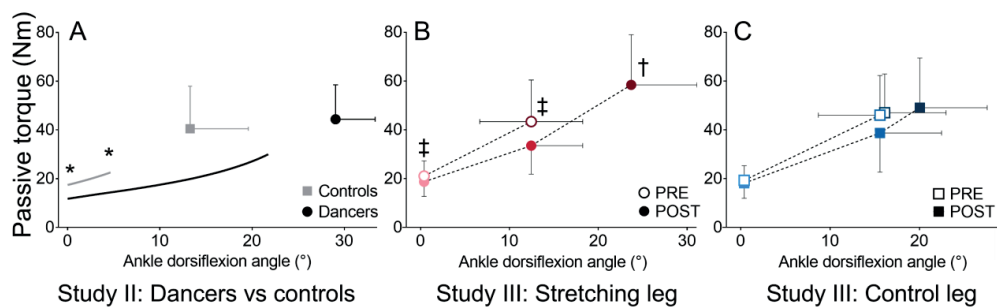 A
B
C
Passive torque (Nm)
80
60
40
20
0
80
60
40
20
0
80
60
40
20
0
*
*
‡
‡
†
Controls
Dancers
PRE
POST
PRE
POST
0 10 20 30
0 10 20 30
0 10 20
Ankle dorsiflexion angle (°)
Ankle dorsiflexion angle (°)
Ankle dorsiflexion angle (°)
Study II: Dancers vs controls
Study III: Stretching leg
Study III: Control leg